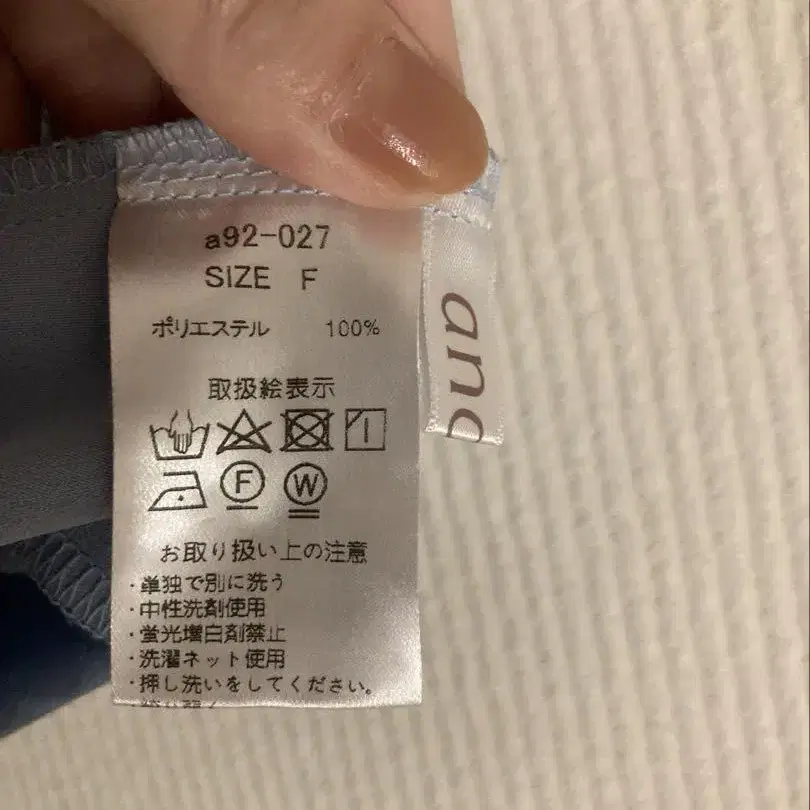 a92-027
SIZE F
ポリエステル 100%
取扱絵表示
F W
お取り扱い上の注意
・単独で別に洗う
・中性洗剤使用
・蛍光増白剤禁止
・洗濯ネット使用
・押し洗いをしてください。